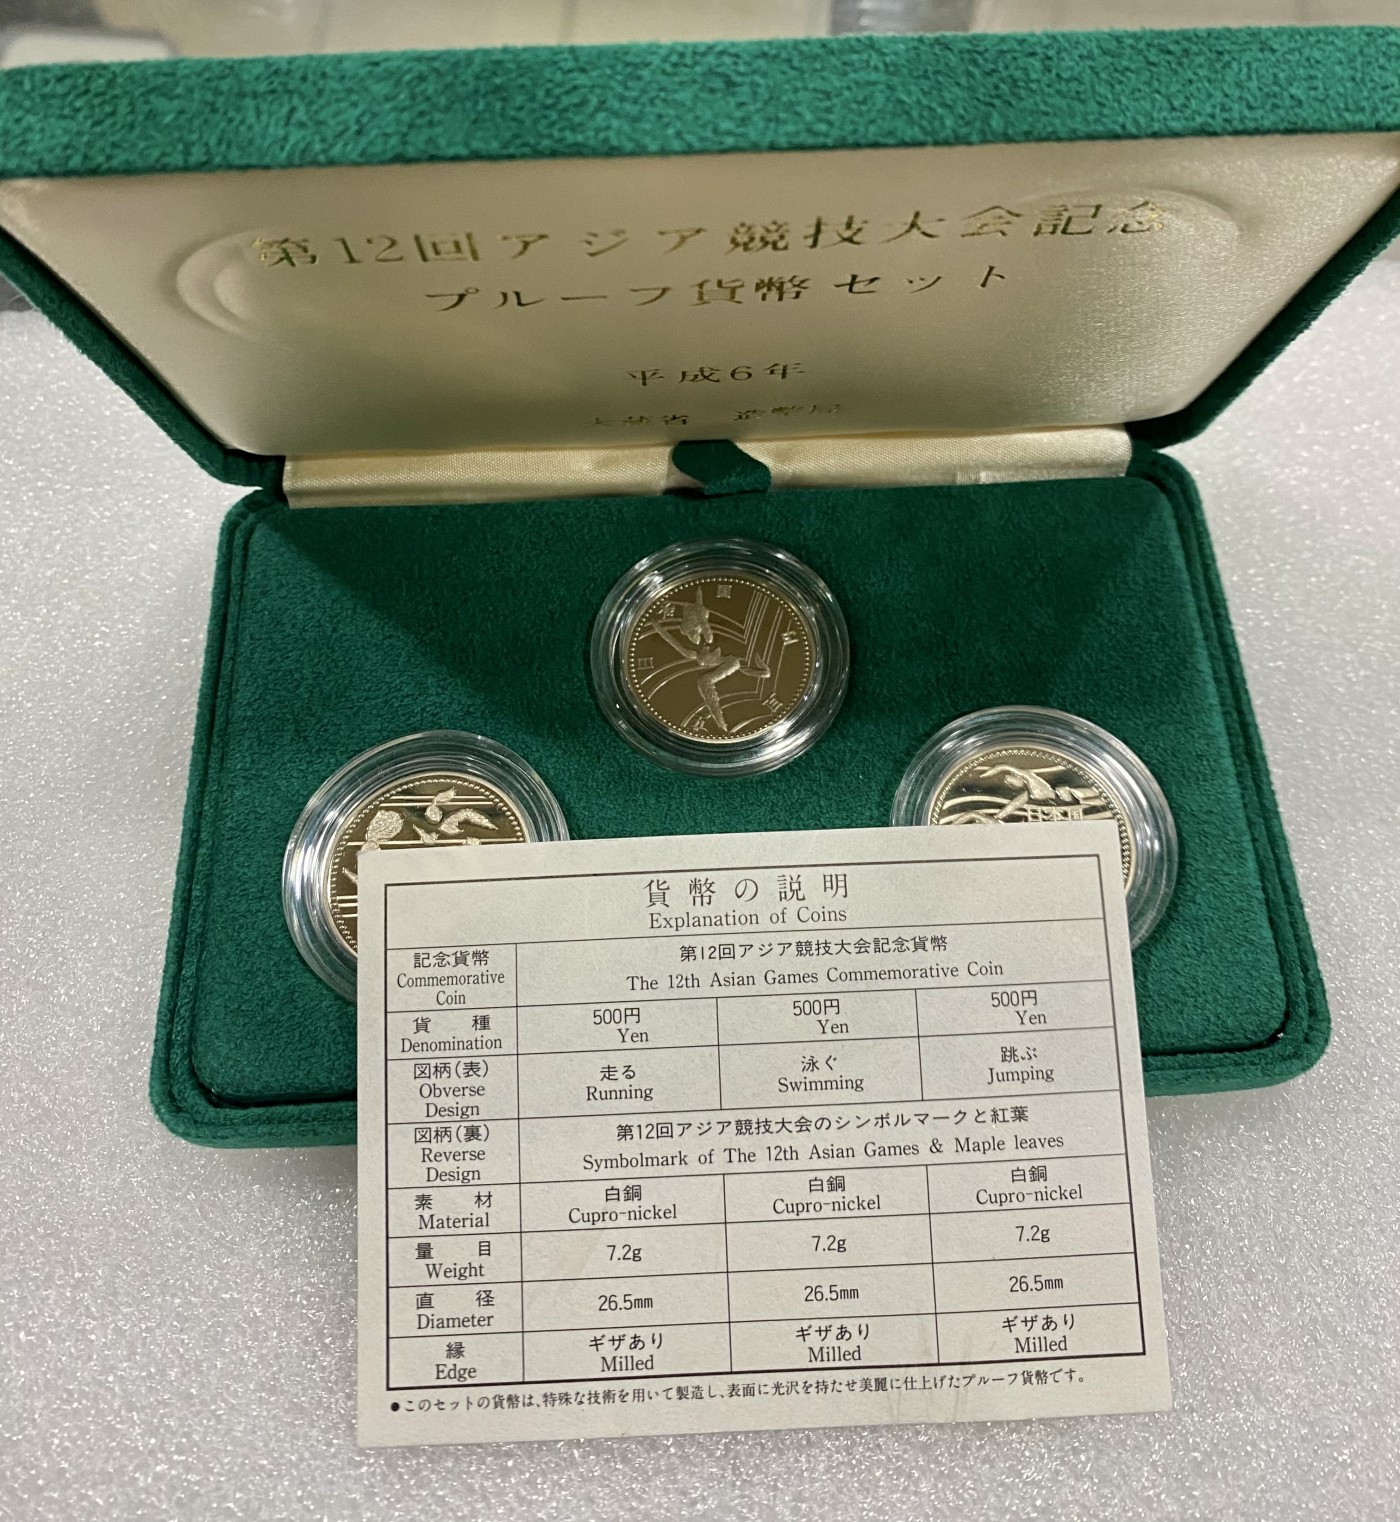 第12回アジア競技大会記念
プルーフ貨幣セット
平成6年
大蔵省 造幣局
日本国
貨幣の説明
Explanation of Coins
記念貨幣
Commemorative
Coin
第12回アジア競技大会記念貨幣
The 12th Asian Games Commemorative Coin
貨種
Denomination
500円
Yen
500円
Yen
500円
Yen
図柄(表)
Obverse
Design
走る
Running
泳ぐ
Swimming
跳ぶ
Jumping
図柄(裏)
Reverse
Design
第12回アジア競技大会のシンボルマークと紅葉
Symbolmark of The 12th Asian Games & Maple leaves
素材
Material
白銅
Cupro-nickel
白銅
Cupro-nickel
白銅
Cupro-nickel
量目
Weight
7.2g
7.2g
7.2g
直径
Diameter
26.5mm
26.5mm
26.5mm
縁
Edge
ギザあり
Milled
ギザあり
Milled
ギザあり
Milled
●このセットの貨幣は、特殊な技術を用いて製造し、表面に光沢を持たせ美麗に仕上げたプルーフ貨幣です。